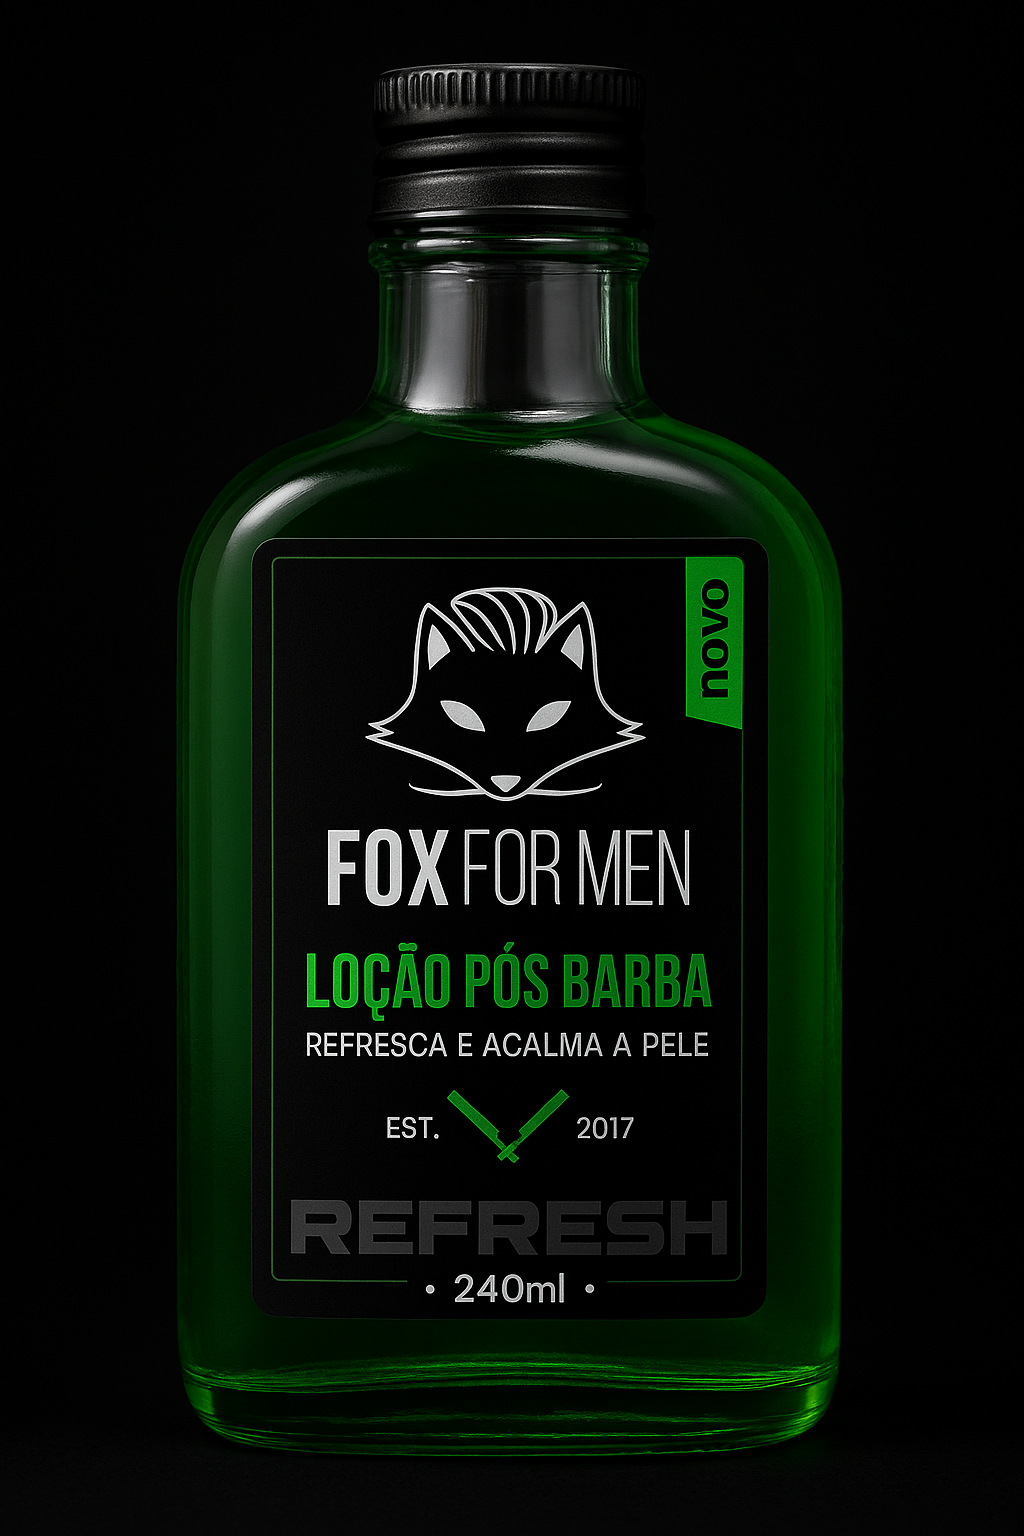 novo
FOX FOR MEN
LOÇÃO PÓS BARBA
REFRESCA E ACALMA A PELE
EST. 2017
REFRESH
• 240ml •